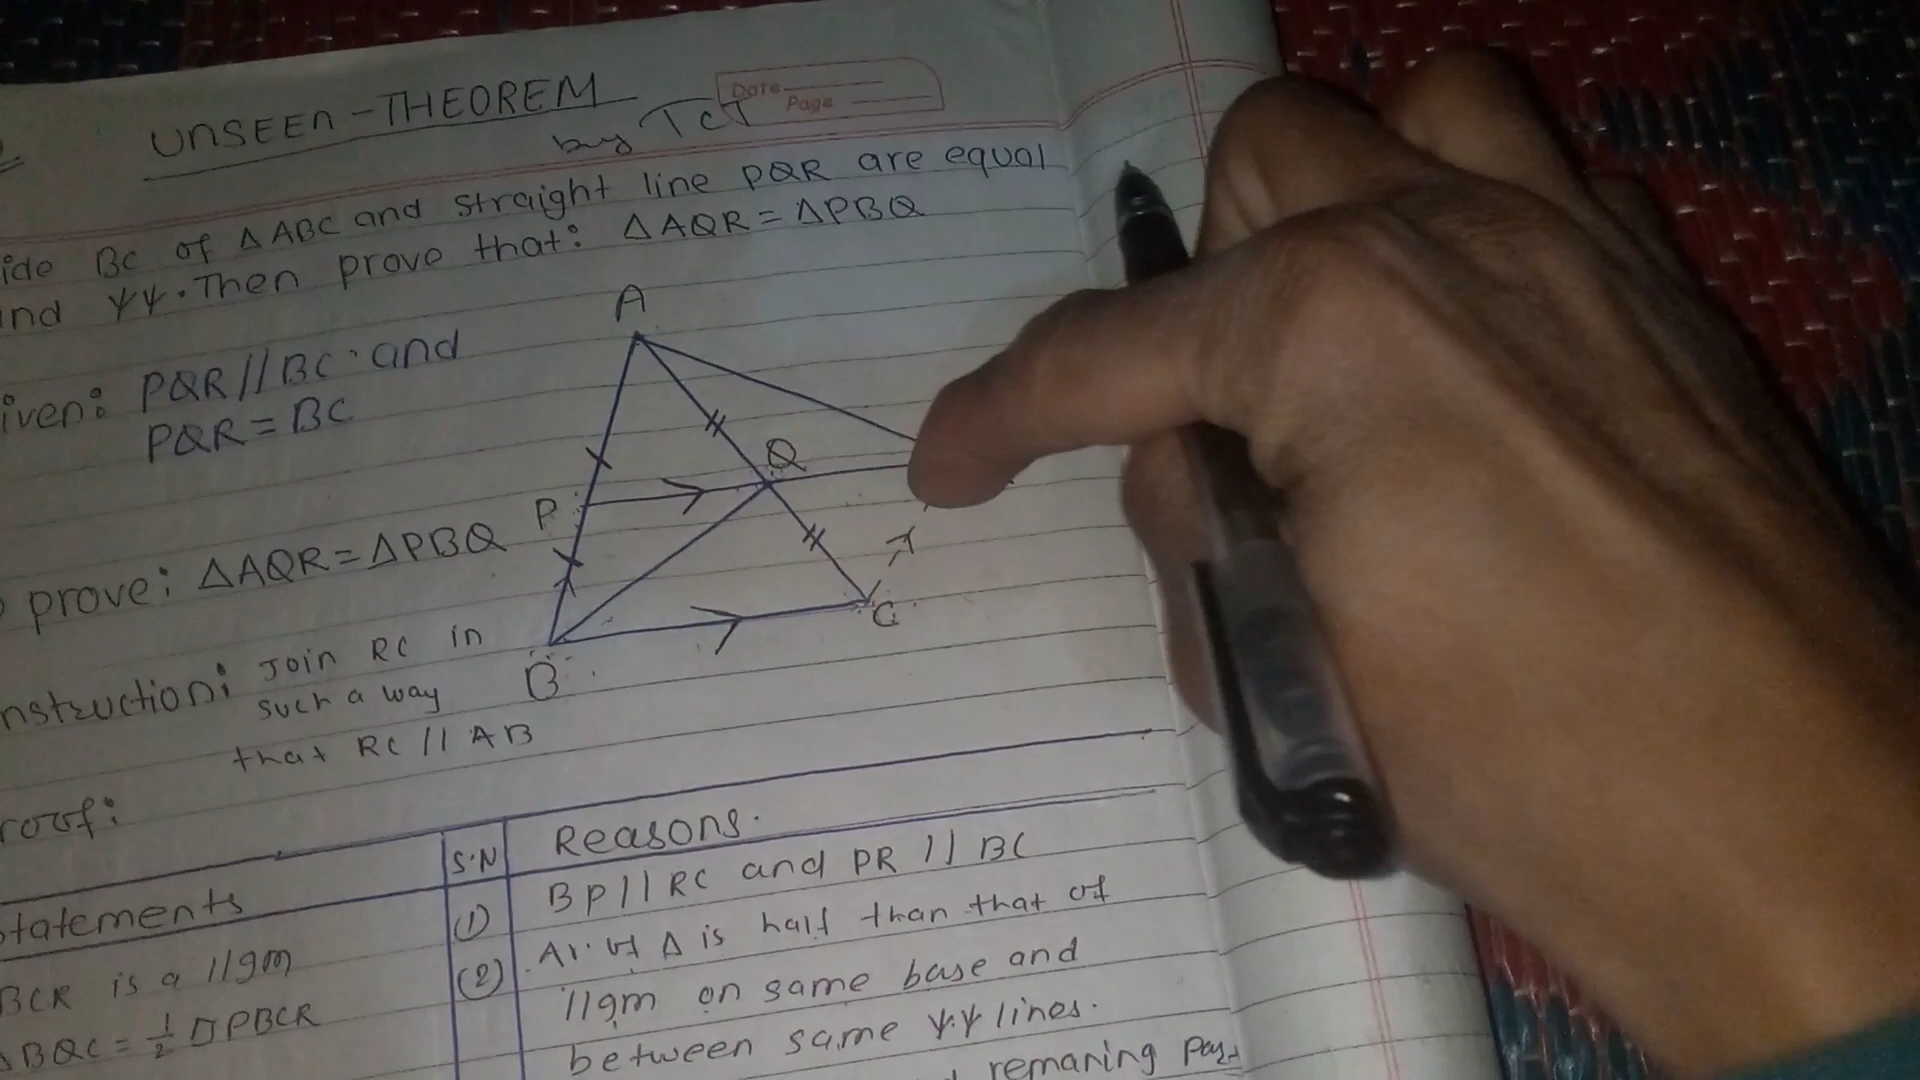 UNSEEN-THEOREM
by TCT
Date
Page
ide BC of ΔABC and straight line PQR are equal
nd ΨΨ. Then prove that: ΔAQR = ΔPBQ
iven: PQR//BC and
PQR = BC
prove: ΔAQR = ΔPBQ
nstruction: Join RC in
such a way
that RC // AB
roof:
A
Q
P
B
C
tatements S.N Reasons.
BCR is a //gm (1) BP//RC and PR // BC
ΔBQC = 1/2 ▱PBCR (2) Ar. of Δ is half than that of
//gm on same base and
between same Ψ.Ψ lines.
remaning